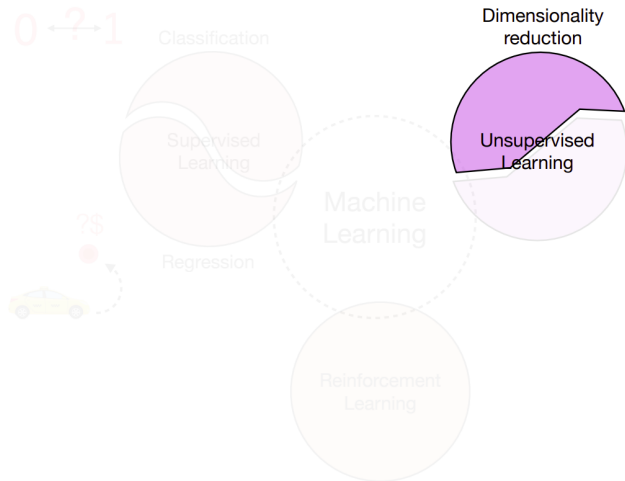 0 ? 1
Classification
Dimensionality
reduction
Supervised
Learning
Unsupervised
Learning
Machine
Learning
?$
Regression
Reinforcement
Learning